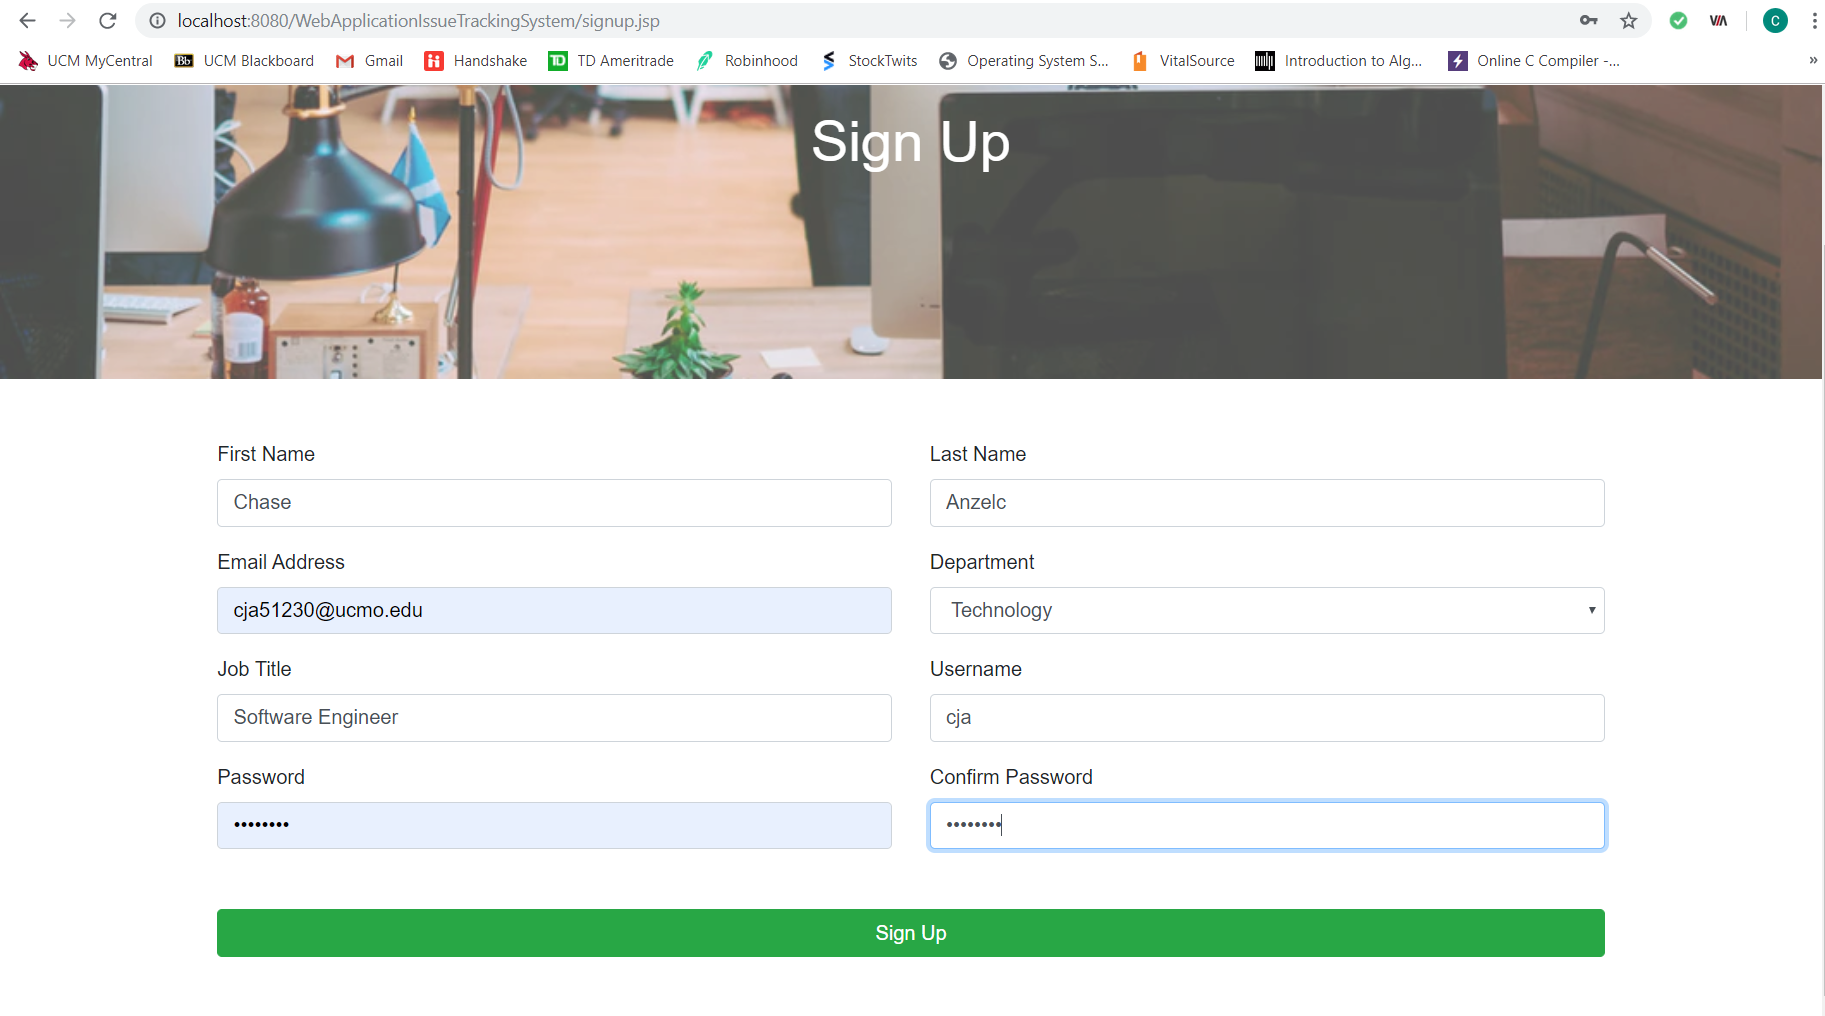 localhost:8080/WebApplicationIssueTrackingSystem/signup.jsp
C
UCM MyCentral Bb UCM Blackboard Gmail Handshake TD TD Ameritrade Robinhood StockTwits Operating System S... VitalSource Introduction to Alg... Online C Compiler -... »
Sign Up
First Name Last Name
Chase Anzelc
Email Address Department
cja51230@ucmo.edu Technology
Job Title Username
Software Engineer cja
Password Confirm Password
•••••••• ••••••••
Sign Up